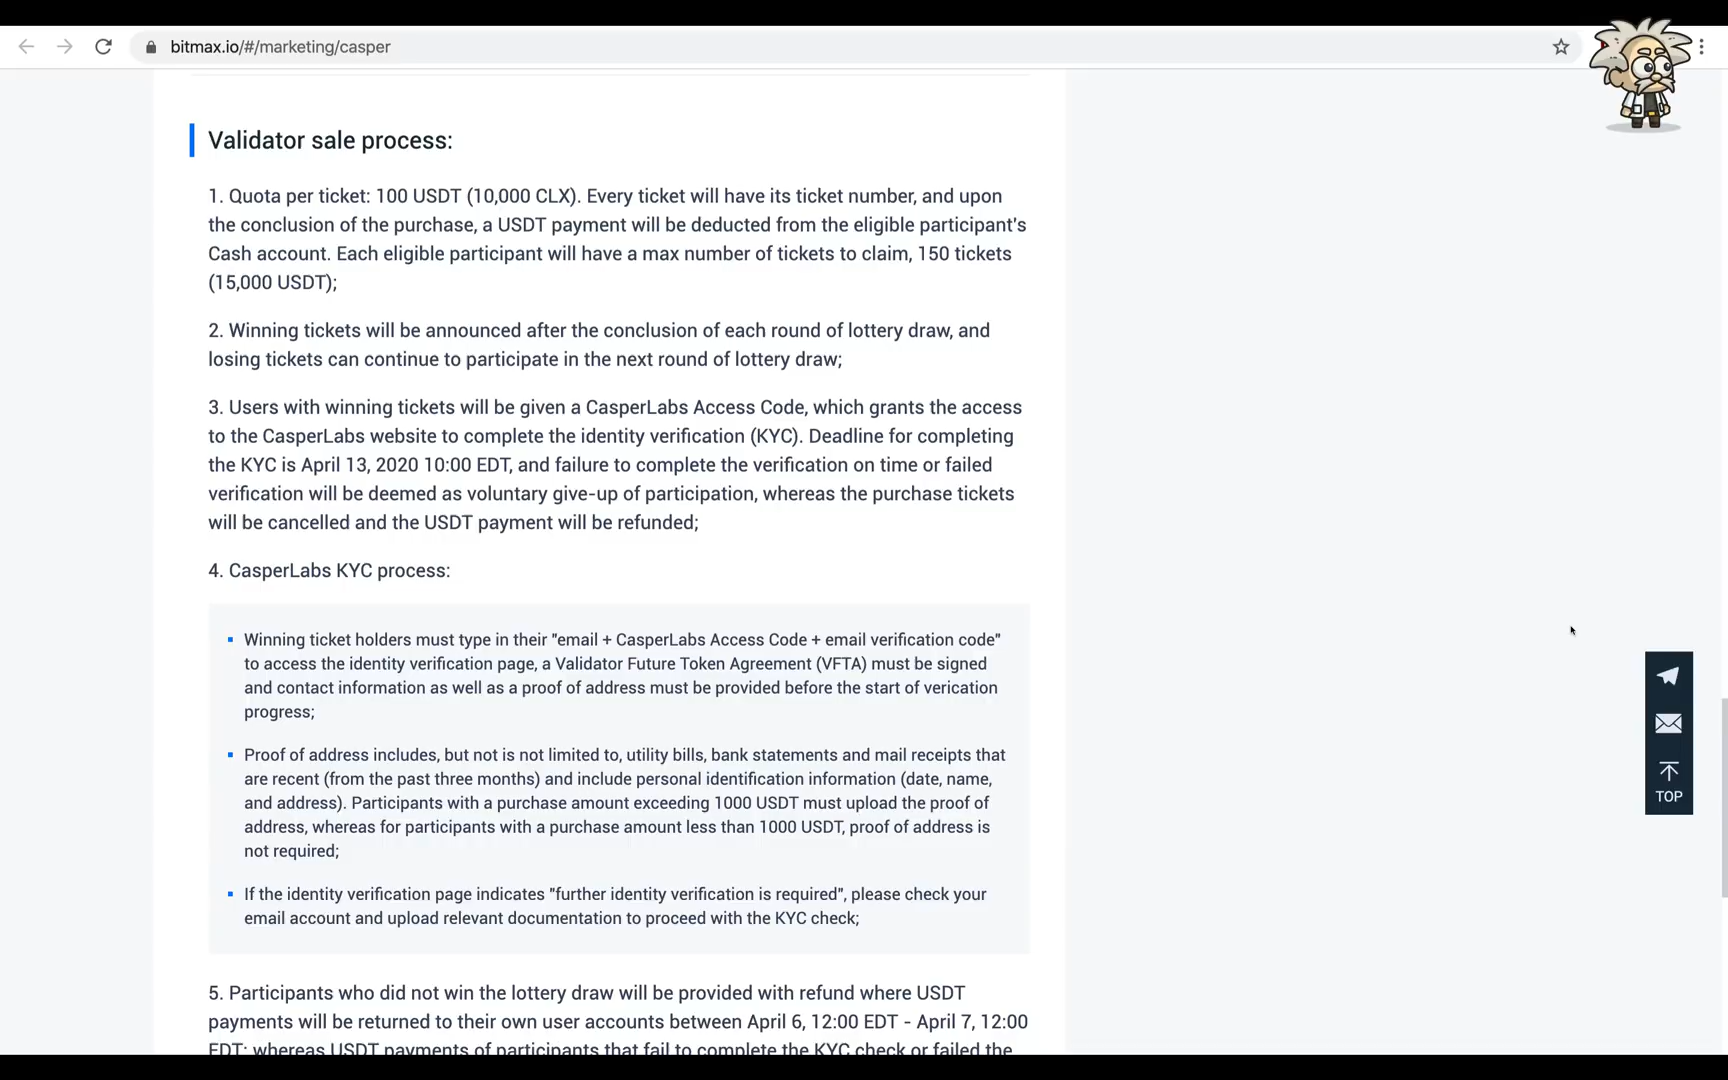 bitmax.io/#/marketing/casper
Validator sale process:
1. Quota per ticket: 100 USDT (10,000 CLX). Every ticket will have its ticket number, and upon
the conclusion of the purchase, a USDT payment will be deducted from the eligible participant's
Cash account. Each eligible participant will have a max number of tickets to claim, 150 tickets
(15,000 USDT);
2. Winning tickets will be announced after the conclusion of each round of lottery draw, and
losing tickets can continue to participate in the next round of lottery draw;
3. Users with winning tickets will be given a CasperLabs Access Code, which grants the access
to the CasperLabs website to complete the identity verification (KYC). Deadline for completing
the KYC is April 13, 2020 10:00 EDT, and failure to complete the verification on time or failed
verification will be deemed as voluntary give-up of participation, whereas the purchase tickets
will be cancelled and the USDT payment will be refunded;
4. CasperLabs KYC process:
Winning ticket holders must type in their "email + CasperLabs Access Code + email verification code"
to access the identity verification page, a Validator Future Token Agreement (VFTA) must be signed
and contact information as well as a proof of address must be provided before the start of verication
progress;
Proof of address includes, but not is not limited to, utility bills, bank statements and mail receipts that
are recent (from the past three months) and include personal identification information (date, name,
and address). Participants with a purchase amount exceeding 1000 USDT must upload the proof of
address, whereas for participants with a purchase amount less than 1000 USDT, proof of address is
not required;
If the identity verification page indicates "further identity verification is required", please check your
email account and upload relevant documentation to proceed with the KYC check;
5. Participants who did not win the lottery draw will be provided with refund where USDT
payments will be returned to their own user accounts between April 6, 12:00 EDT - April 7, 12:00
EDT; whereas USDT payments of participants that fail to complete the KYC check or failed the
TOP